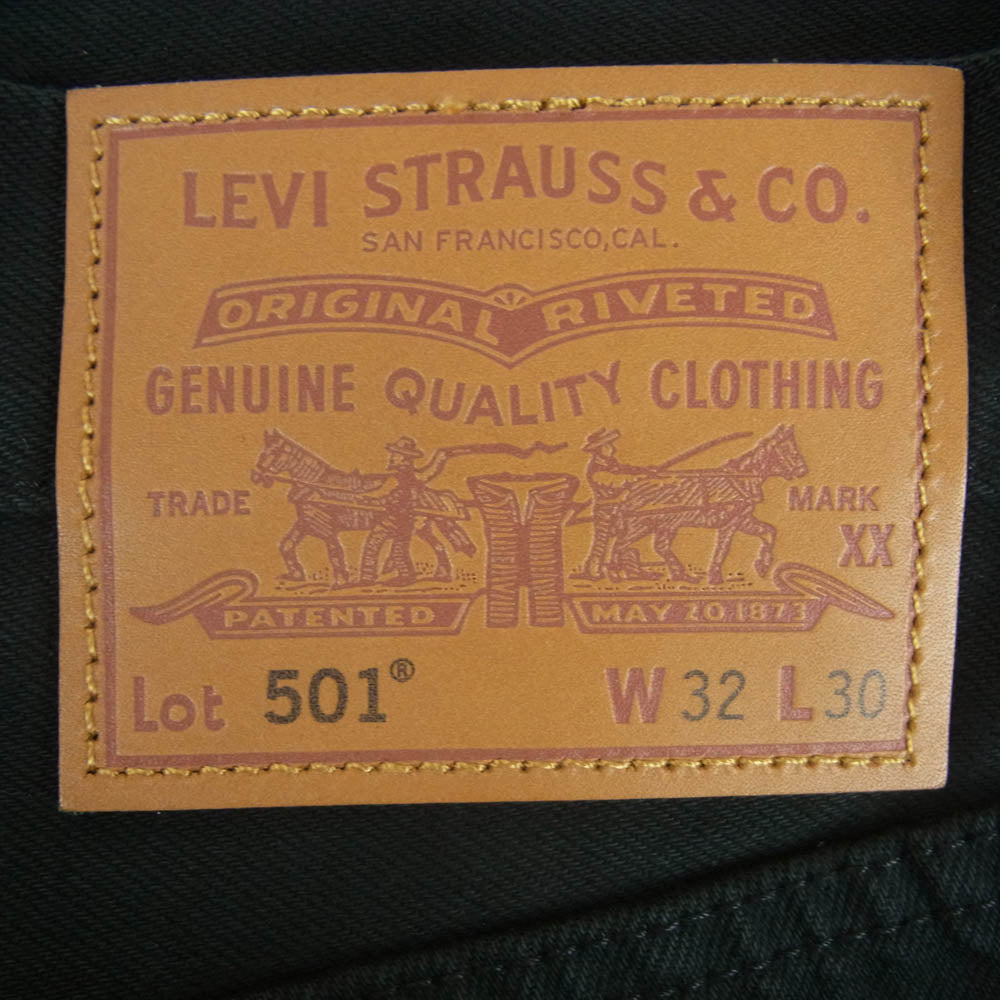 LEVI STRAUSS & CO.
SAN FRANCISCO, CAL.
ORIGINAL RIVETED
GENUINE QUALITY CLOTHING
TRADE MARK
XX
PATENTED MAY 20 1873
Lot 501® W 32 L 30